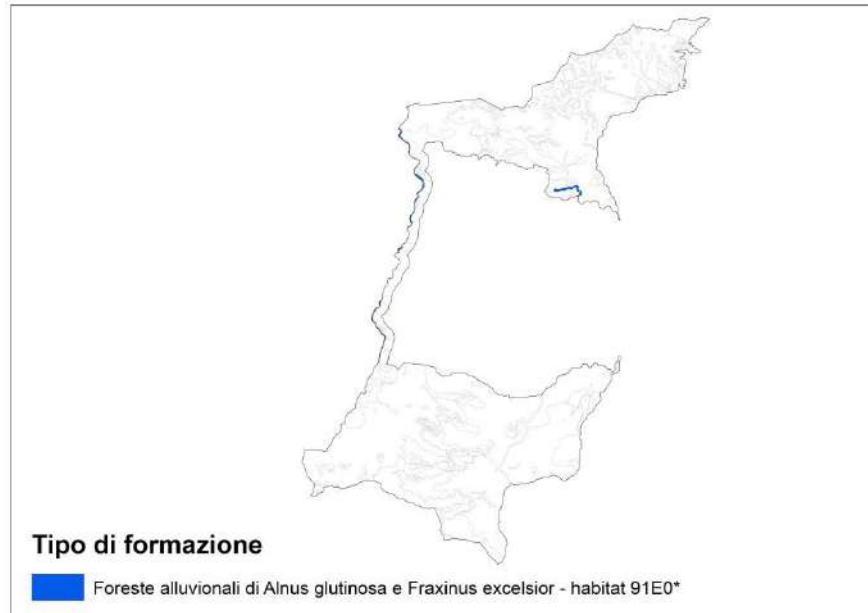 Tipo di formazione
Foreste alluvionali di Alnus glutinosa e Fraxinus excelsior - habitat 91E0*